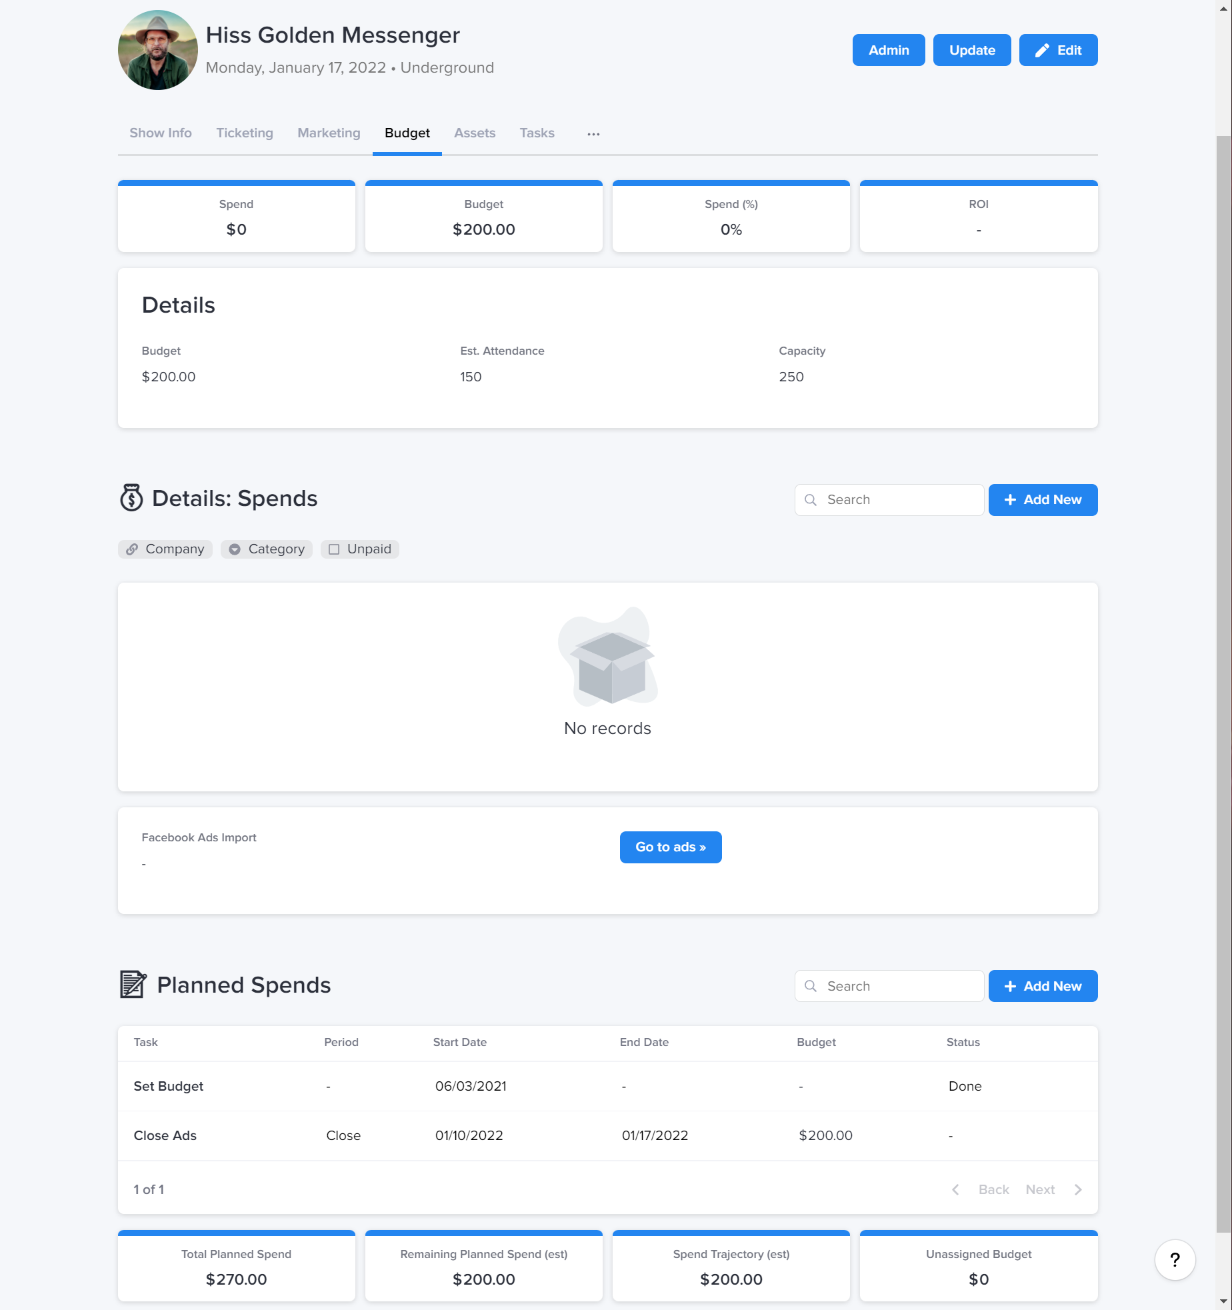 Hiss Golden Messenger
Monday, January 17, 2022 • Underground
Admin
Update
Edit
Show Info
Ticketing
Marketing
Budget
Assets
Tasks
...
Spend
$0
Budget
$200.00
Spend (%)
0%
ROI
-
Details
Budget
$200.00
Est. Attendance
150
Capacity
250
Details: Spends
Search
+ Add New
Company
Category
Unpaid
No records
Facebook Ads Import
-
Go to ads »
Planned Spends
Search
+ Add New
Task Period Start Date End Date Budget Status
Set Budget - 06/03/2021 - - Done
Close Ads Close 01/10/2022 01/17/2022 $200.00 -
1 of 1
Back Next
Total Planned Spend
$270.00
Remaining Planned Spend (est)
$200.00
Spend Trajectory (est)
$200.00
Unassigned Budget
$0
?